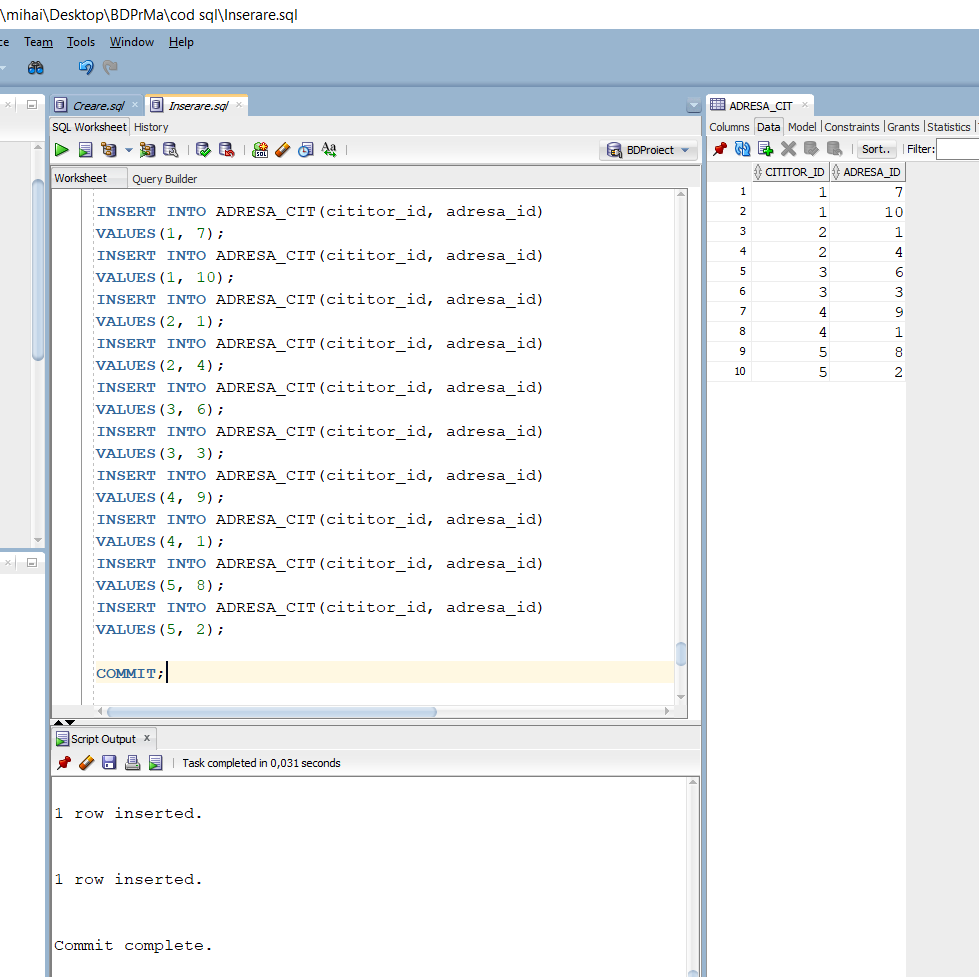 \mihai\Desktop\BDPrMa\cod sql\Inserare.sql
ce Team Tools Window Help
Creare.sql Inserare.sql
SQL Worksheet History
BDProiect
Worksheet Query Builder
INSERT INTO ADRESA_CIT(cititor_id, adresa_id)
VALUES(1, 7);
INSERT INTO ADRESA_CIT(cititor_id, adresa_id)
VALUES(1, 10);
INSERT INTO ADRESA_CIT(cititor_id, adresa_id)
VALUES(2, 1);
INSERT INTO ADRESA_CIT(cititor_id, adresa_id)
VALUES(2, 4);
INSERT INTO ADRESA_CIT(cititor_id, adresa_id)
VALUES(3, 6);
INSERT INTO ADRESA_CIT(cititor_id, adresa_id)
VALUES(3, 3);
INSERT INTO ADRESA_CIT(cititor_id, adresa_id)
VALUES(4, 9);
INSERT INTO ADRESA_CIT(cititor_id, adresa_id)
VALUES(4, 1);
INSERT INTO ADRESA_CIT(cititor_id, adresa_id)
VALUES(5, 8);
INSERT INTO ADRESA_CIT(cititor_id, adresa_id)
VALUES(5, 2);
COMMIT;
Script Output
Task completed in 0,031 seconds
1 row inserted.
1 row inserted.
Commit complete.
ADRESA_CIT
Columns Data Model Constraints Grants Statistics
Sort.. Filter:
CITITOR_ID ADRESA_ID
1 1 7
2 1 10
3 2 1
4 2 4
5 3 6
6 3 3
7 4 9
8 4 1
9 5 8
10 5 2